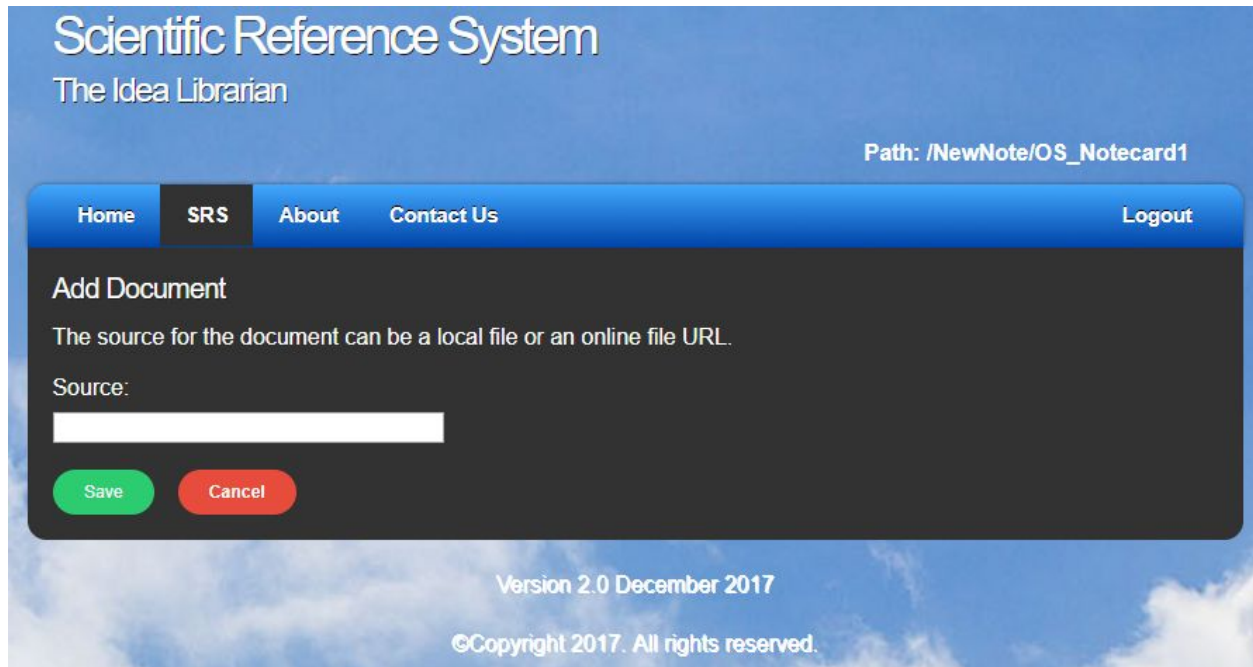 Scientific Reference System
The Idea Librarian
Path: /NewNote/OS_Notecard1
Home SRS About Contact Us Logout
Add Document
The source for the document can be a local file or an online file URL.
Source:
Save Cancel
Version 2.0 December 2017
©Copyright 2017. All rights reserved.